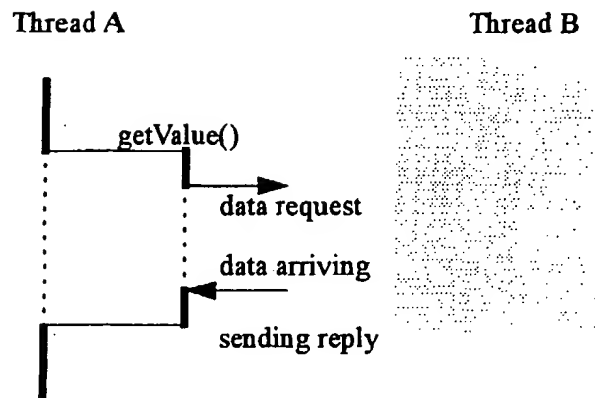 Thread A
Thread B
getValue()
data request
data arriving
sending reply